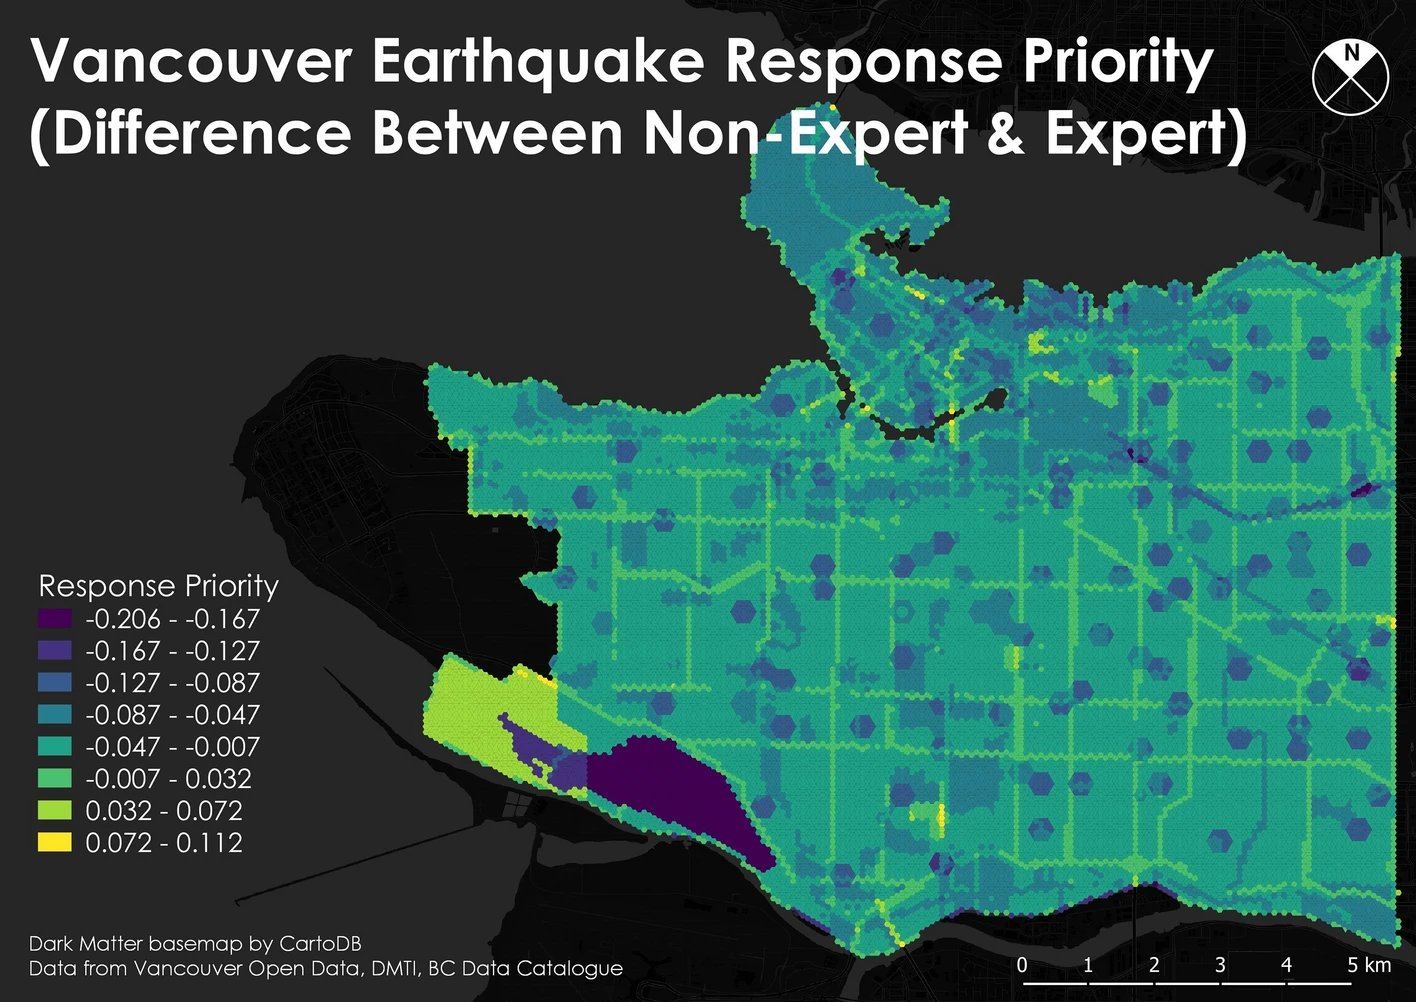 Vancouver Earthquake Response Priority
(Difference Between Non-Expert & Expert)
N
Response Priority
-0.206 - -0.167
-0.167 - -0.127
-0.127 - -0.087
-0.087 - -0.047
-0.047 - -0.007
-0.007 - 0.032
0.032 - 0.072
0.072 - 0.112
Dark Matter basemap by CartoDB
Data from Vancouver Open Data, DMTI, BC Data Catalogue
0 1 2 3 4 5 km